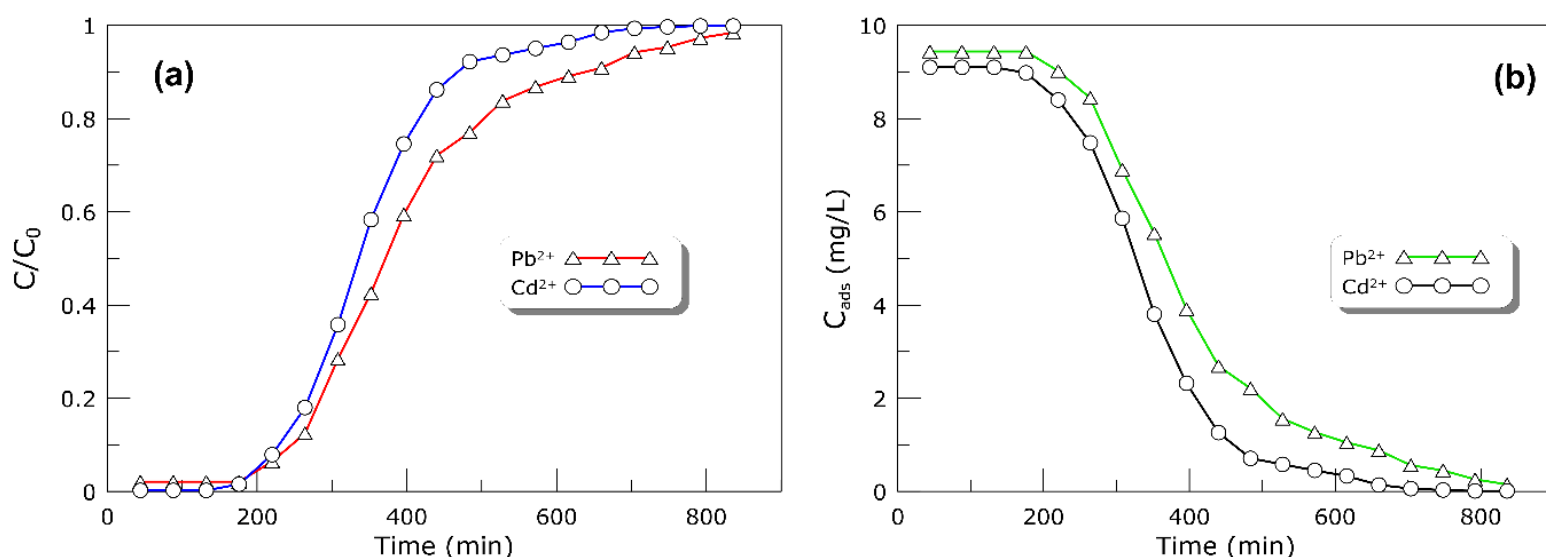 (a)
C/C₀
1
0.8
0.6
0.4
0.2
0
0 200 400 600 800
Time (min)
Pb²⁺
Cd²⁺
(b)
C_ads (mg/L)
10
8
6
4
2
0
0 200 400 600 800
Time (min)
Pb²⁺
Cd²⁺